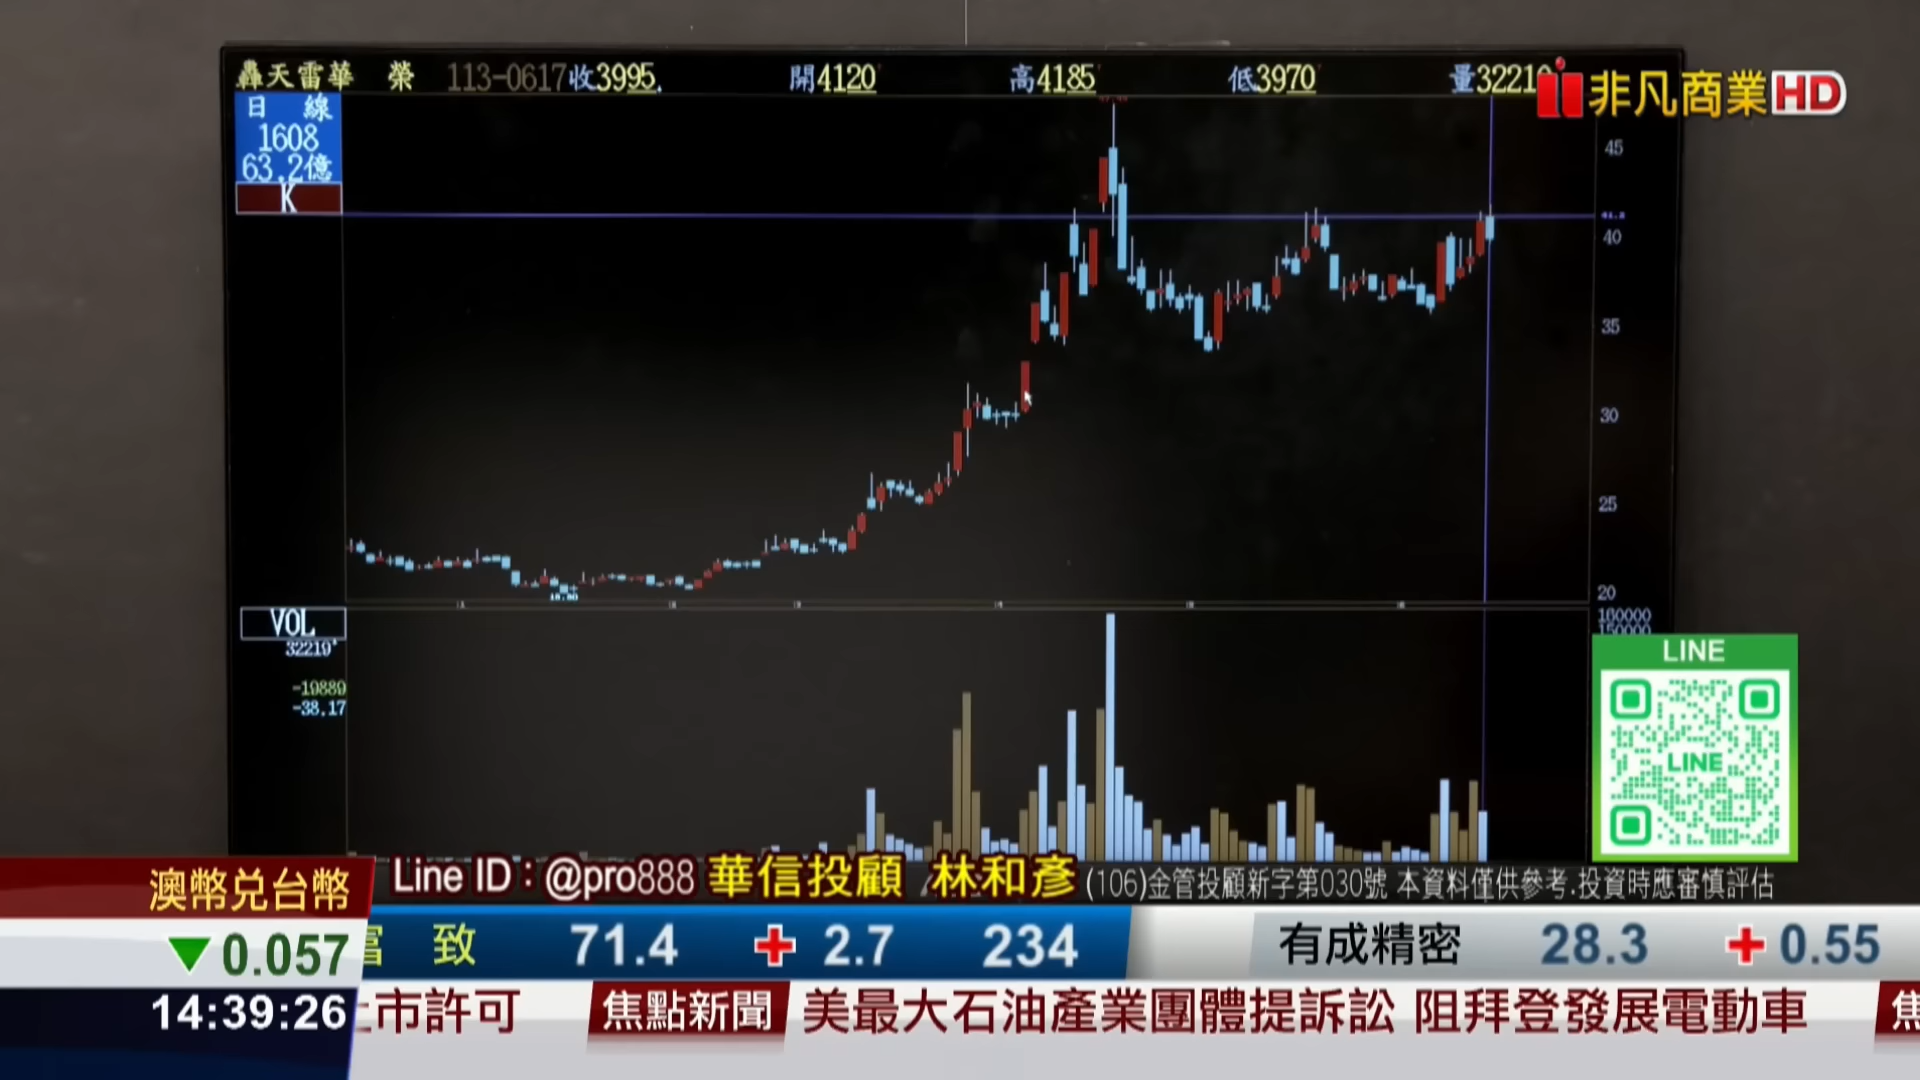 轟天雷華 榮 113-0617收3995. 開4120 高4185 低3970 量32219
非凡商業HD
日 線
1608
63.2億
K
45
40
35
30
25
20
160000
150000
VOL
32219
-19889
-38.17
LINE
LINE
Line ID：@pro888 華信投顧 林和彥 (106)金管投顧新字第030號 本資料僅供參考.投資時應審慎評估
澳幣兌台幣
▼0.057
富 致 71.4 + 2.7 234 有成精密 28.3 + 0.55
14:39:26
上市許可 焦點新聞 美最大石油產業團體提訴訟 阻拜登發展電動車